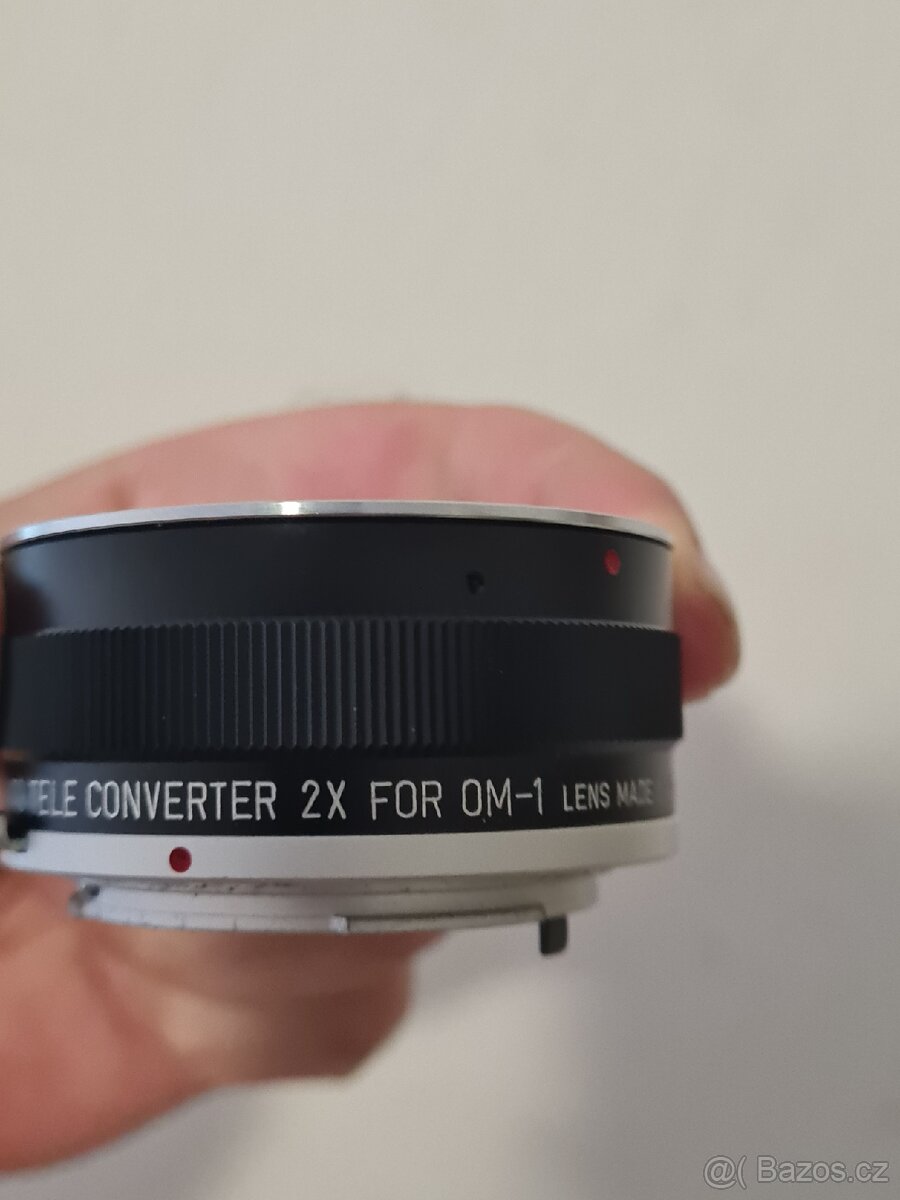 TELE CONVERTER 2X FOR OM-1 LENS MADE
@( Bazos.cz